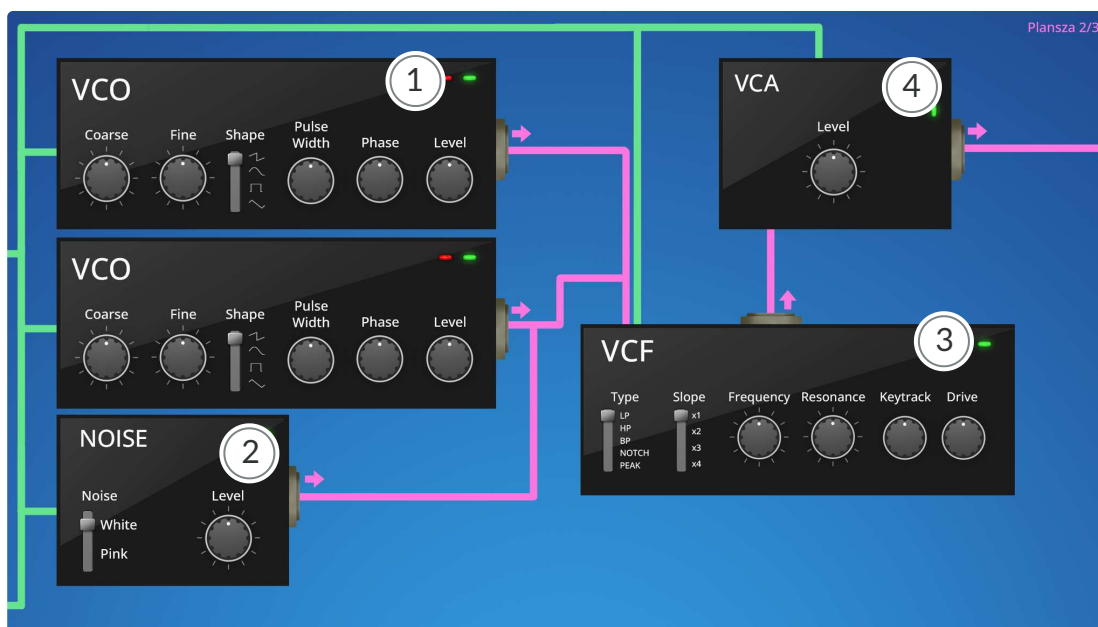 Plansza 2/3
VCO
1
Coarse
Fine
Shape
Pulse
Width
Phase
Level
VCA
4
Level
VCO
Coarse
Fine
Shape
Pulse
Width
Phase
Level
VCF
3
Type
LP
HP
BP
NOTCH
PEAK
Slope
x1
x2
x3
x4
Frequency
Resonance
Keytrack
Drive
NOISE
2
Noise
White
Pink
Level